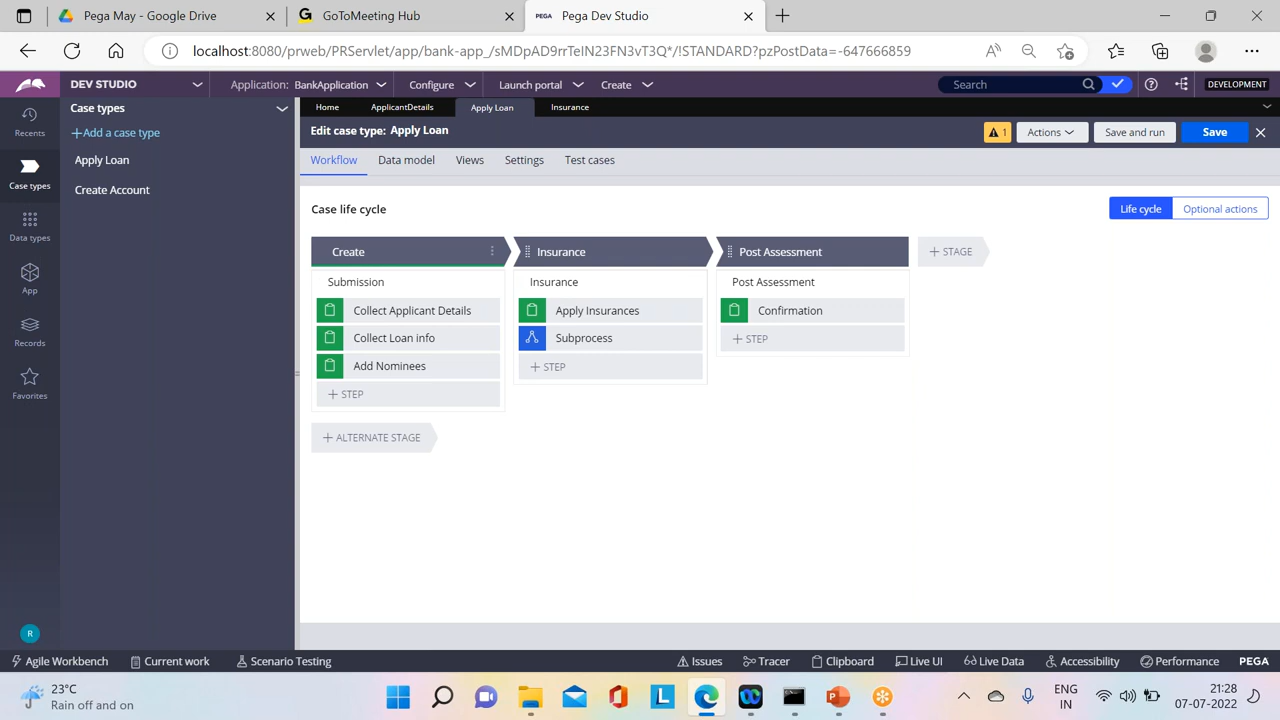 Pega May - Google Drive
GoToMeeting Hub
PEGA Pega Dev Studio
localhost:8080/prweb/PRServlet/app/bank-app_/sMDpAD9rrTeIN23FN3vT3Q*/!STANDARD?pzPostData=-647666859
DEV STUDIO
Application: BankApplication
Configure
Launch portal
Create
Search
DEVELOPMENT
Recents
Case types
Data types
App
Records
Favorites
R
Case types
+Add a case type
Apply Loan
Create Account
Home
ApplicantDetails
Apply Loan
Insurance
Edit case type: Apply Loan
1
Actions
Save and run
Save
Workflow
Data model
Views
Settings
Test cases
Case life cycle
Life cycle
Optional actions
Create
Submission
Collect Applicant Details
Collect Loan info
Add Nominees
+ STEP
Insurance
Insurance
Apply Insurances
Subprocess
+ STEP
Post Assessment
Post Assessment
Confirmation
+ STEP
+ STAGE
+ ALTERNATE STAGE
Agile Workbench
Current work
Scenario Testing
Issues
Tracer
Clipboard
Live UI
Live Data
Accessibility
Performance
PEGA
23°C
Rain off and on
L
ENG
IN
21:28
07-07-2022